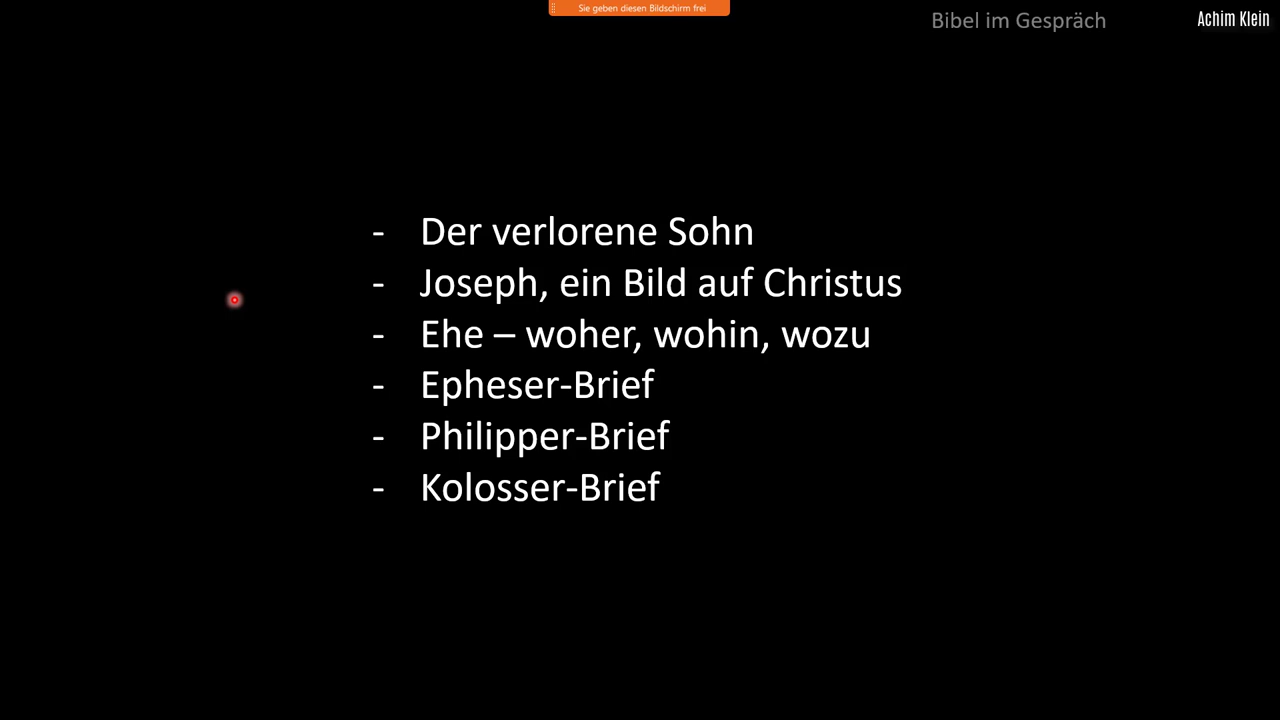 Sie geben diesen Bildschirm frei
Bibel im Gespräch
Achim Klein
- Der verlorene Sohn
- Joseph, ein Bild auf Christus
- Ehe – woher, wohin, wozu
- Epheser-Brief
- Philipper-Brief
- Kolosser-Brief